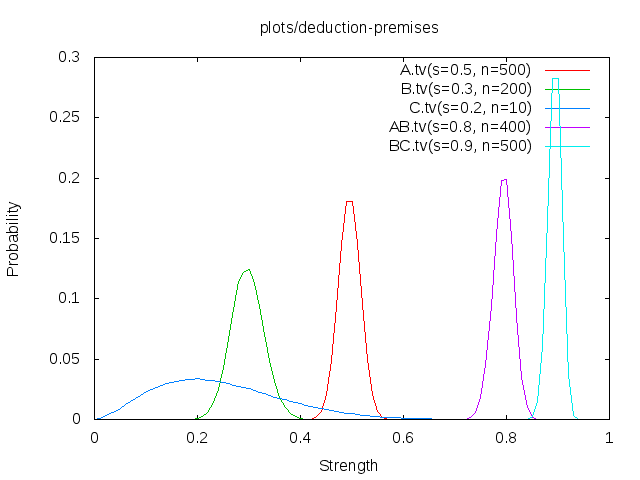 plots/deduction-premises
A.tv(s=0.5, n=500)
B.tv(s=0.3, n=200)
C.tv(s=0.2, n=10)
AB.tv(s=0.8, n=400)
BC.tv(s=0.9, n=500)
Probability
0.3
0.25
0.2
0.15
0.1
0.05
0
0 0.2 0.4 0.6 0.8 1
Strength